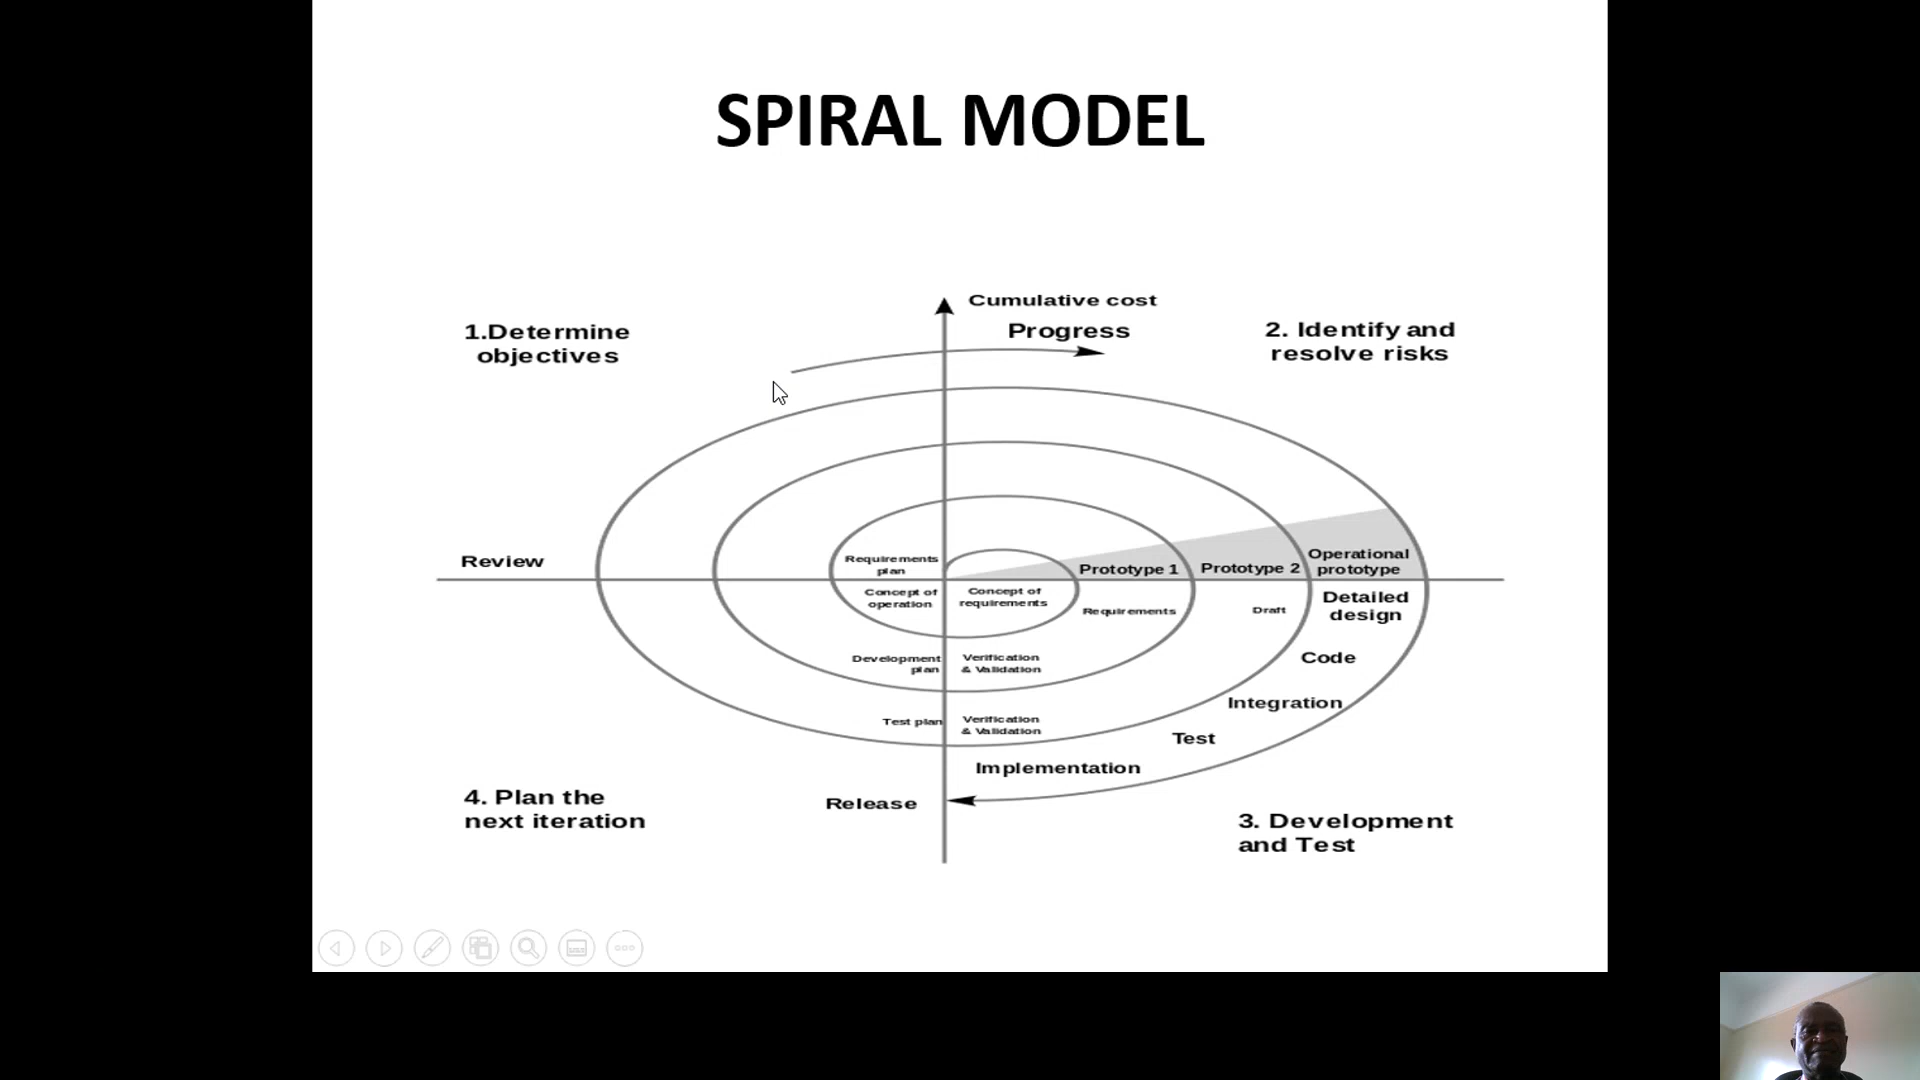 SPIRAL MODEL
Cumulative cost
Progress
1.Determine
objectives
2. Identify and
resolve risks
Review
Requirements
plan
Concept of
operation
Concept of
requirements
Prototype 1
Prototype 2
Operational
prototype
Requirements
Draft
Detailed
design
Code
Integration
Test
Implementation
Development
plan
Verification
& Validation
Test plan
Verification
& Validation
Release
4. Plan the
next iteration
3. Development
and Test